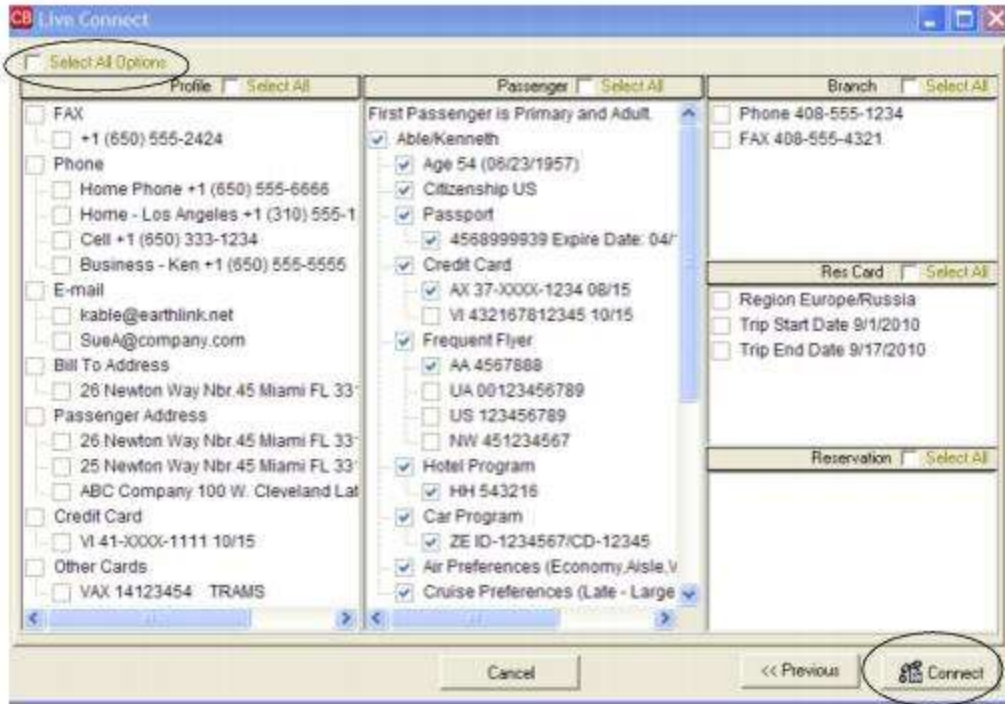 CB Live Connect
Select All Options
Profile Select All
FAX
+1 (650) 555-2424
Phone
Home Phone +1 (650) 555-6666
Home - Los Angeles +1 (310) 555-1
Cell +1 (650) 333-1234
Business - Ken +1 (650) 555-5555
E-mail
kable@earthlink.net
SueA@company.com
Bill To Address
26 Newton Way Nbr.45 Miami FL 331
Passenger Address
26 Newton Way Nbr.45 Miami FL 331
25 Newton Way Nbr.45 Miami FL 331
ABC Company 100 W. Cleveland Lat
Credit Card
VI 41-XXXX-1111 10/15
Other Cards
VAX 14123454 TRAMS
Passenger Select All
First Passenger is Primary and Adult.
Able/Kenneth
Age 54 (06/23/1957)
Citizenship US
Passport
4568999939 Expire Date: 04/
Credit Card
AX 37-XXXX-1234 08/15
VI 432167812345 10/15
Frequent Flyer
AA 4567888
UA 00123456789
US 123456789
NW 451234567
Hotel Program
HH 543216
Car Program
ZE ID-1234567/CD-12345
Air Preferences (Economy,Aisle,V
Cruise Preferences (Late - Large
Branch Select All
Phone 408-555-1234
FAX 408-555-4321
Res Card Select All
Region Europe/Russia
Trip Start Date 9/1/2010
Trip End Date 9/17/2010
Reservation Select All
Cancel
<< Previous
Connect